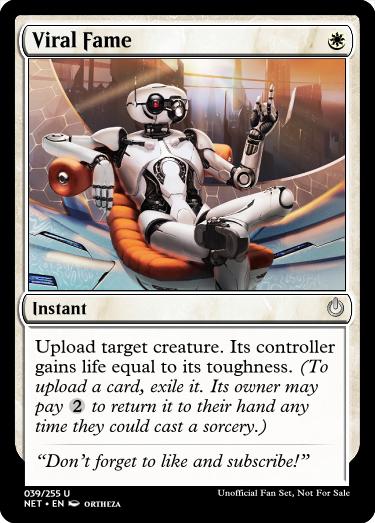 Viral Fame
Instant
Upload target creature. Its controller
gains life equal to its toughness. (To
upload a card, exile it. Its owner may
pay 2 to return it to their hand any
time they could cast a sorcery.)
“Don’t forget to like and subscribe!”
039/255 U
NET • EN ORTHEZA
Unofficial Fan Set, Not For Sale